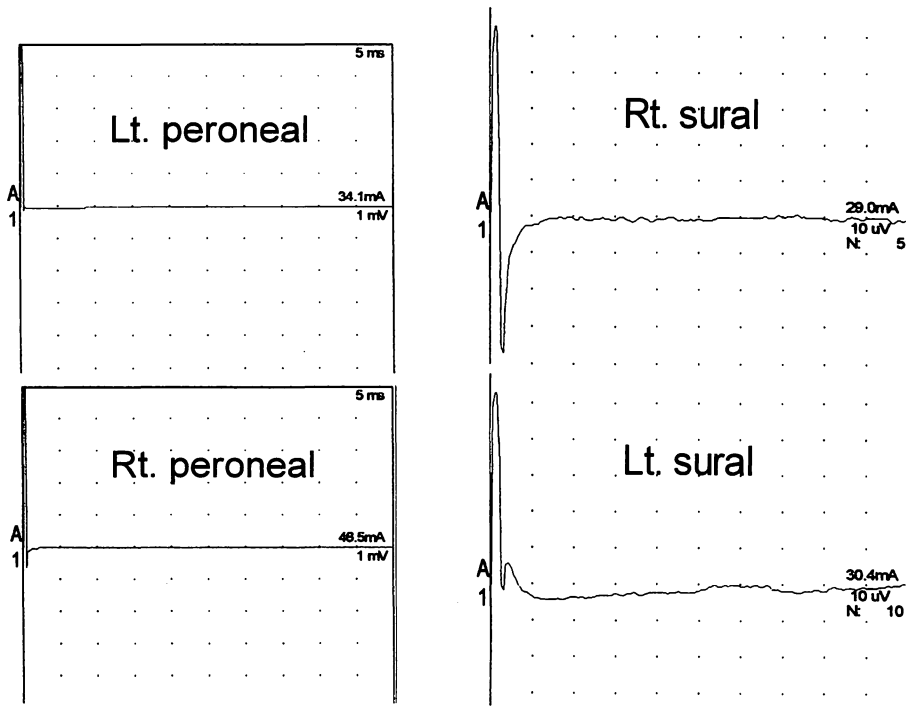 5 ms
Lt. peroneal
A
1
34.1mA
1 mV
Rt. sural
A
1
29.0mA
10 uV
N: 5
5 ms
Rt. peroneal
A
1
46.5mA
1 mV
Lt. sural
A
1
30.4mA
10 uV
N: 10